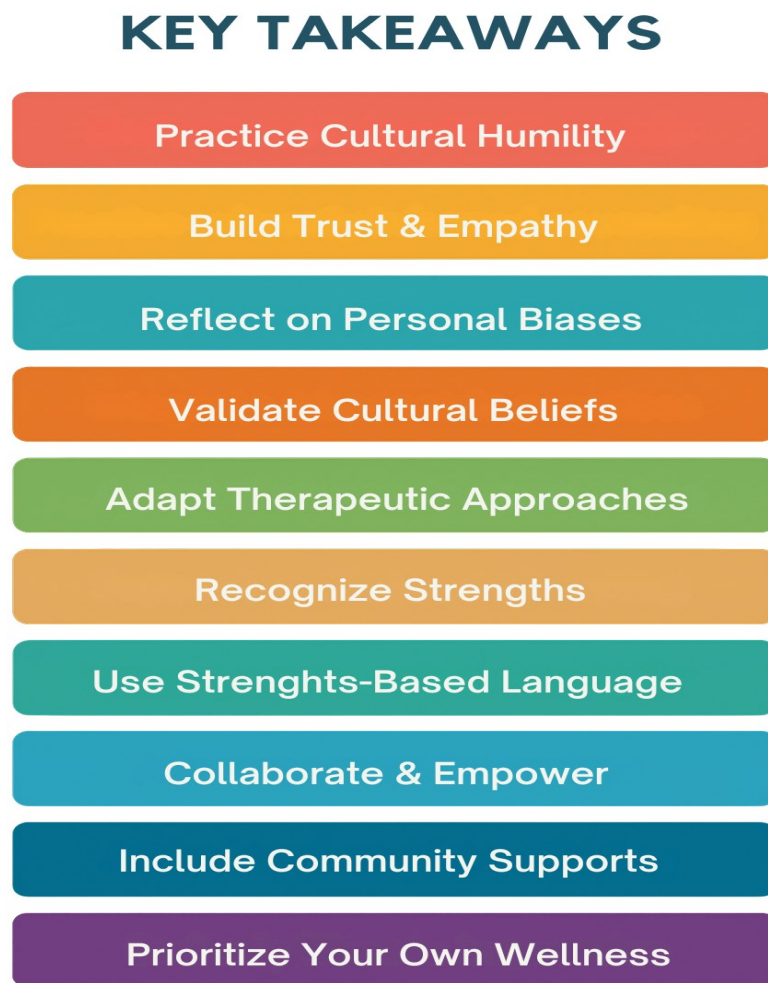 KEY TAKEAWAYS
Practice Cultural Humility
Build Trust & Empathy
Reflect on Personal Biases
Validate Cultural Beliefs
Adapt Therapeutic Approaches
Recognize Strengths
Use Strenghts-Based Language
Collaborate & Empower
Include Community Supports
Prioritize Your Own Wellness